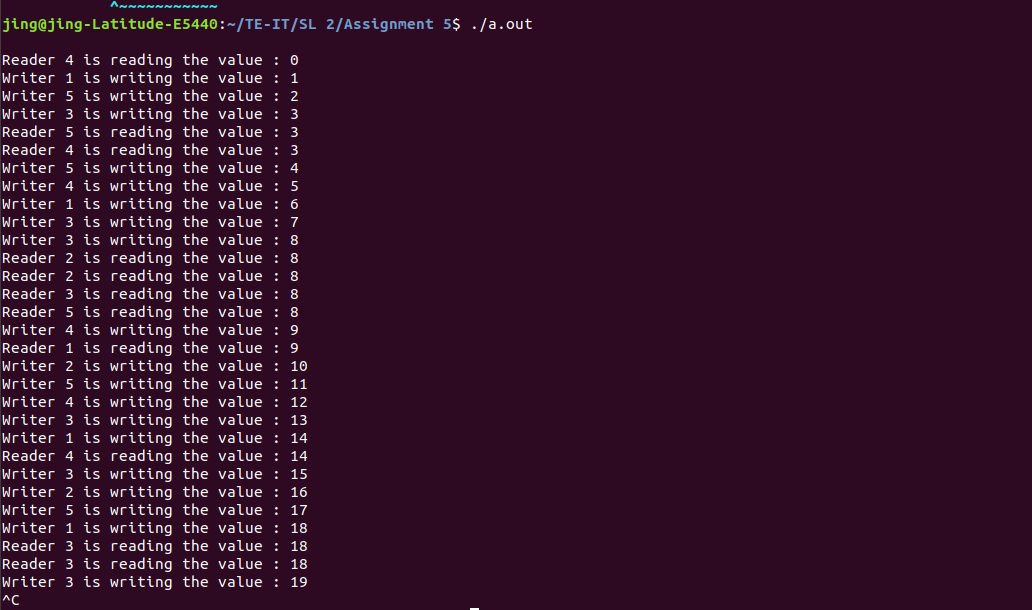 ^~~~~~~~~~~~
jing@jing-Latitude-E5440:~/TE-IT/SL 2/Assignment 5$ ./a.out
Reader 4 is reading the value : 0
Writer 1 is writing the value : 1
Writer 5 is writing the value : 2
Writer 3 is writing the value : 3
Reader 5 is reading the value : 3
Reader 4 is reading the value : 3
Writer 5 is writing the value : 4
Writer 4 is writing the value : 5
Writer 1 is writing the value : 6
Writer 3 is writing the value : 7
Writer 3 is writing the value : 8
Reader 2 is reading the value : 8
Reader 2 is reading the value : 8
Reader 3 is reading the value : 8
Reader 5 is reading the value : 8
Writer 4 is writing the value : 9
Reader 1 is reading the value : 9
Writer 2 is writing the value : 10
Writer 5 is writing the value : 11
Writer 4 is writing the value : 12
Writer 3 is writing the value : 13
Writer 1 is writing the value : 14
Reader 4 is reading the value : 14
Writer 3 is writing the value : 15
Writer 2 is writing the value : 16
Writer 5 is writing the value : 17
Writer 1 is writing the value : 18
Reader 3 is reading the value : 18
Reader 3 is reading the value : 18
Writer 3 is writing the value : 19
^C